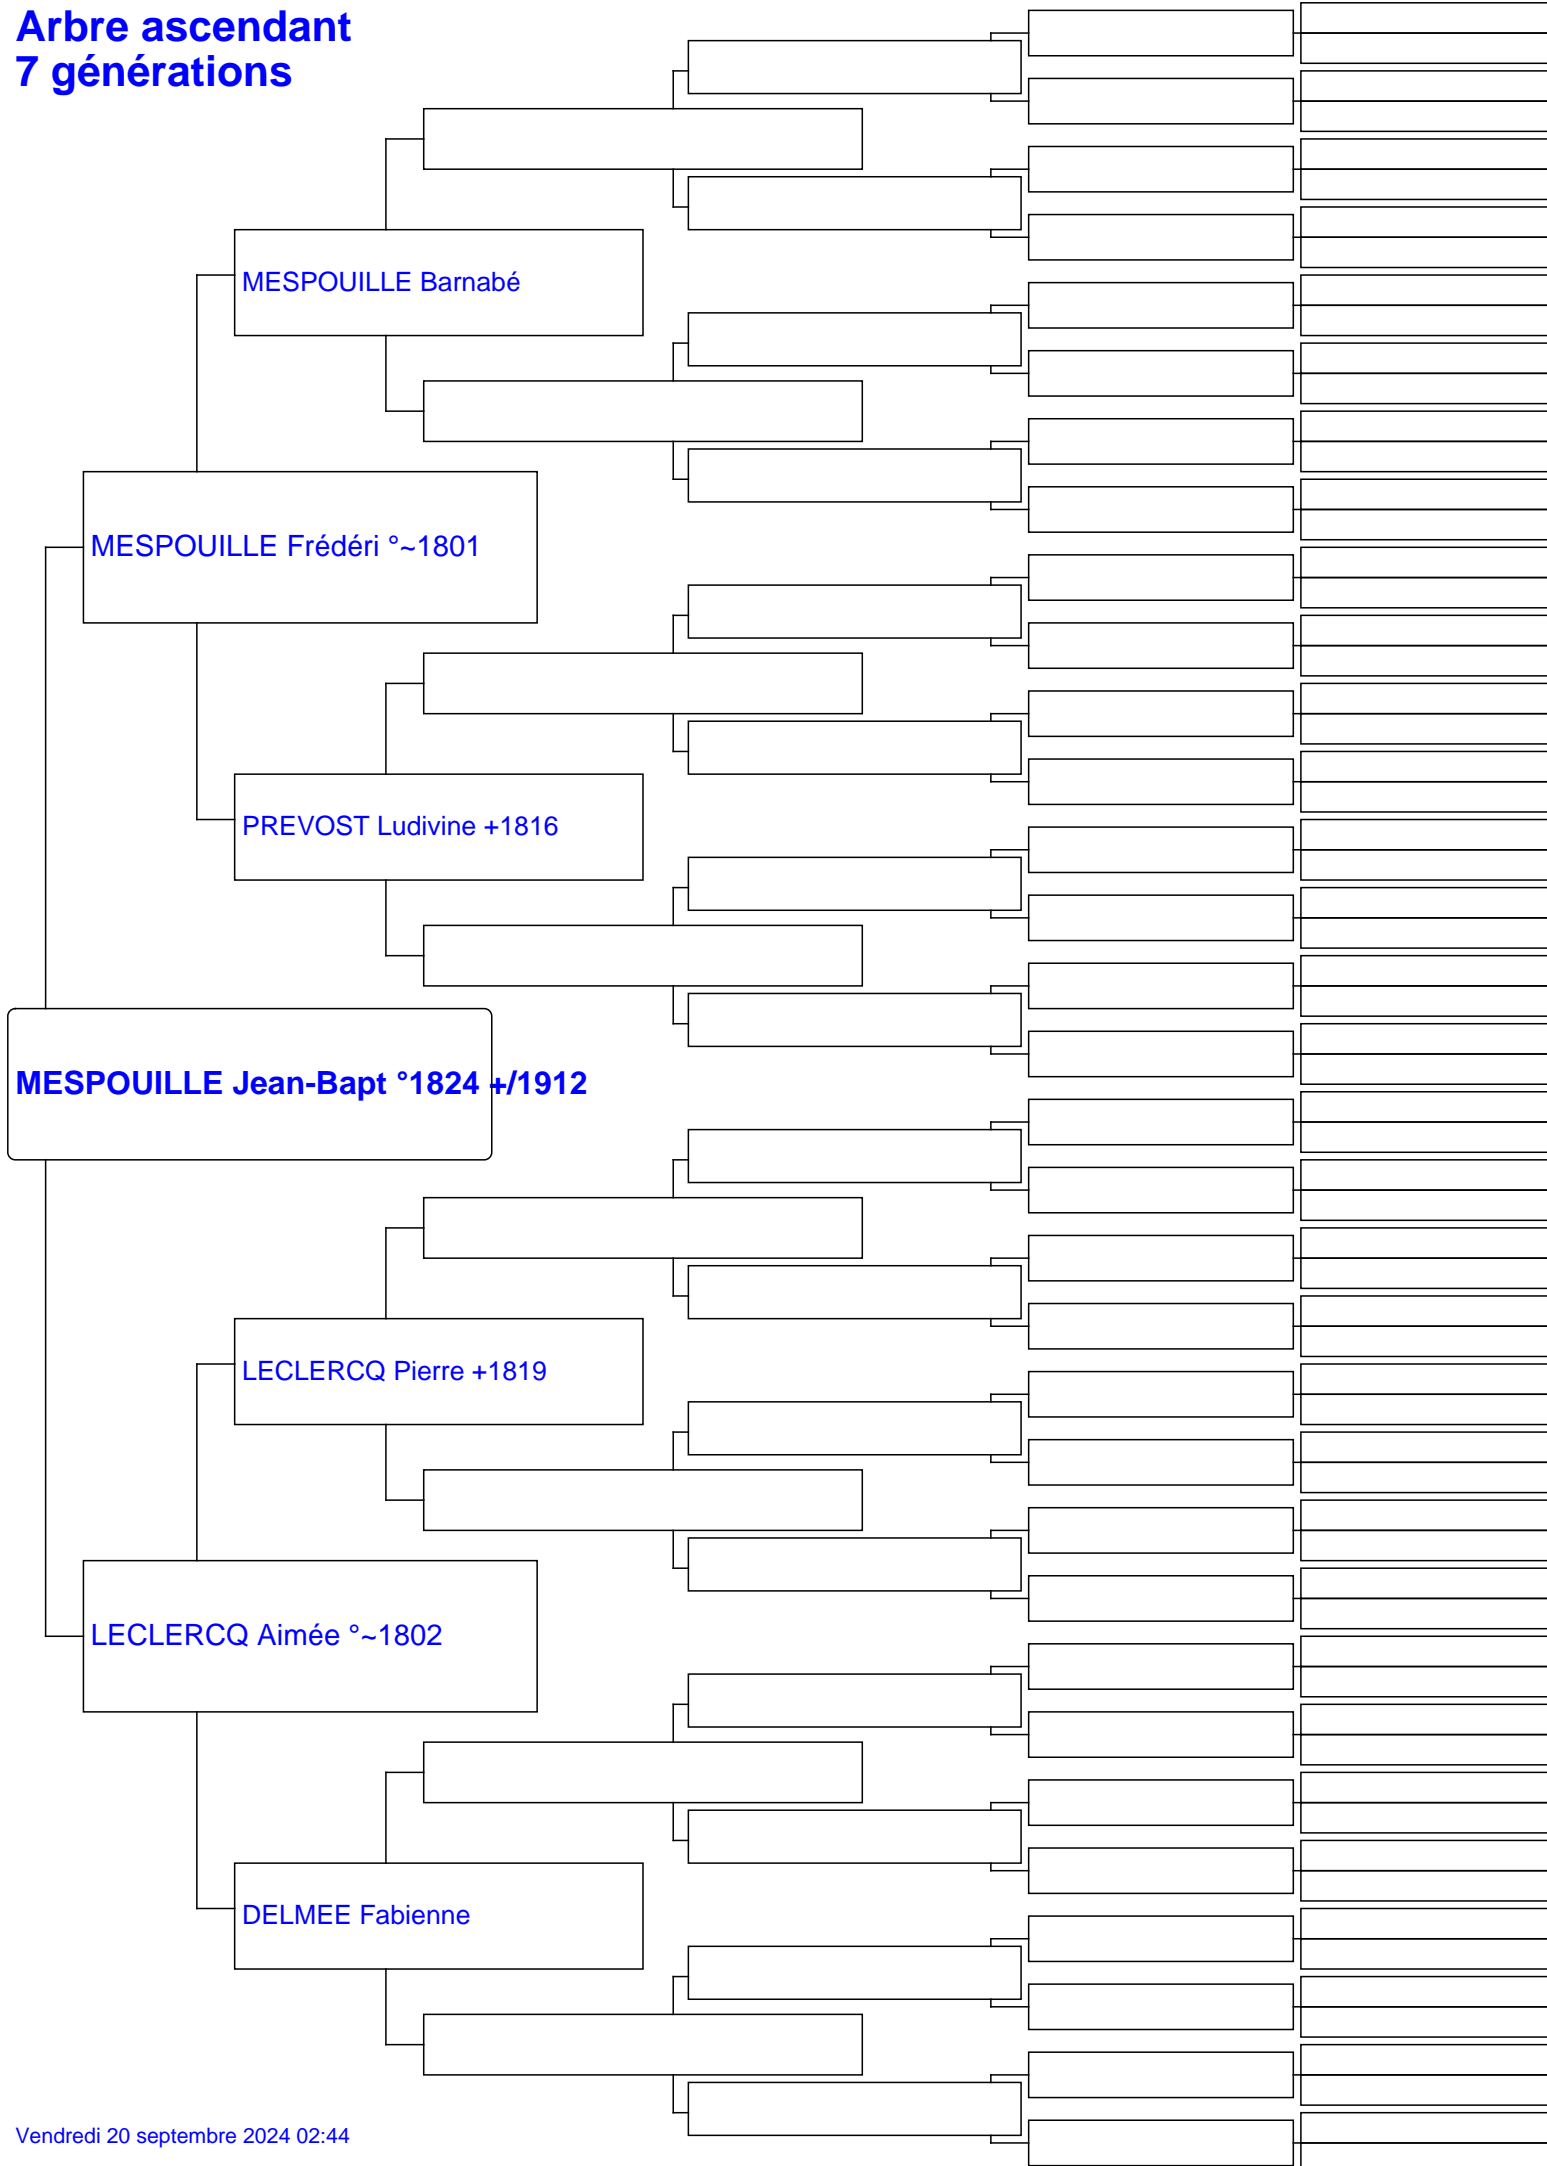 Arbre ascendant
7 générations
MESPOUILLE Barnabé
MESPOUILLE Frédéri °~1801
PREVOST Ludivine +1816
MESPOUILLE Jean-Bapt °1824 +/1912
LECLERCQ Pierre +1819
LECLERCQ Aimée °~1802
DELMEE Fabienne
Vendredi 20 septembre 2024 02:44